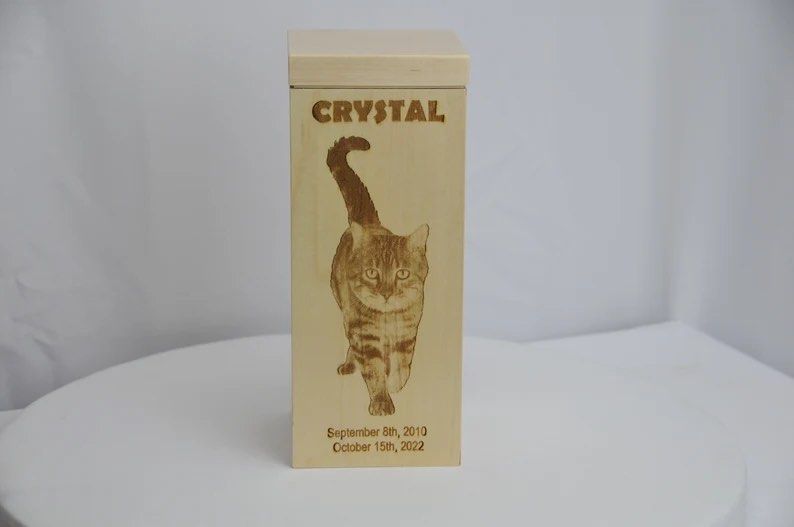 CRYSTAL
September 8th, 2010
October 15th, 2022